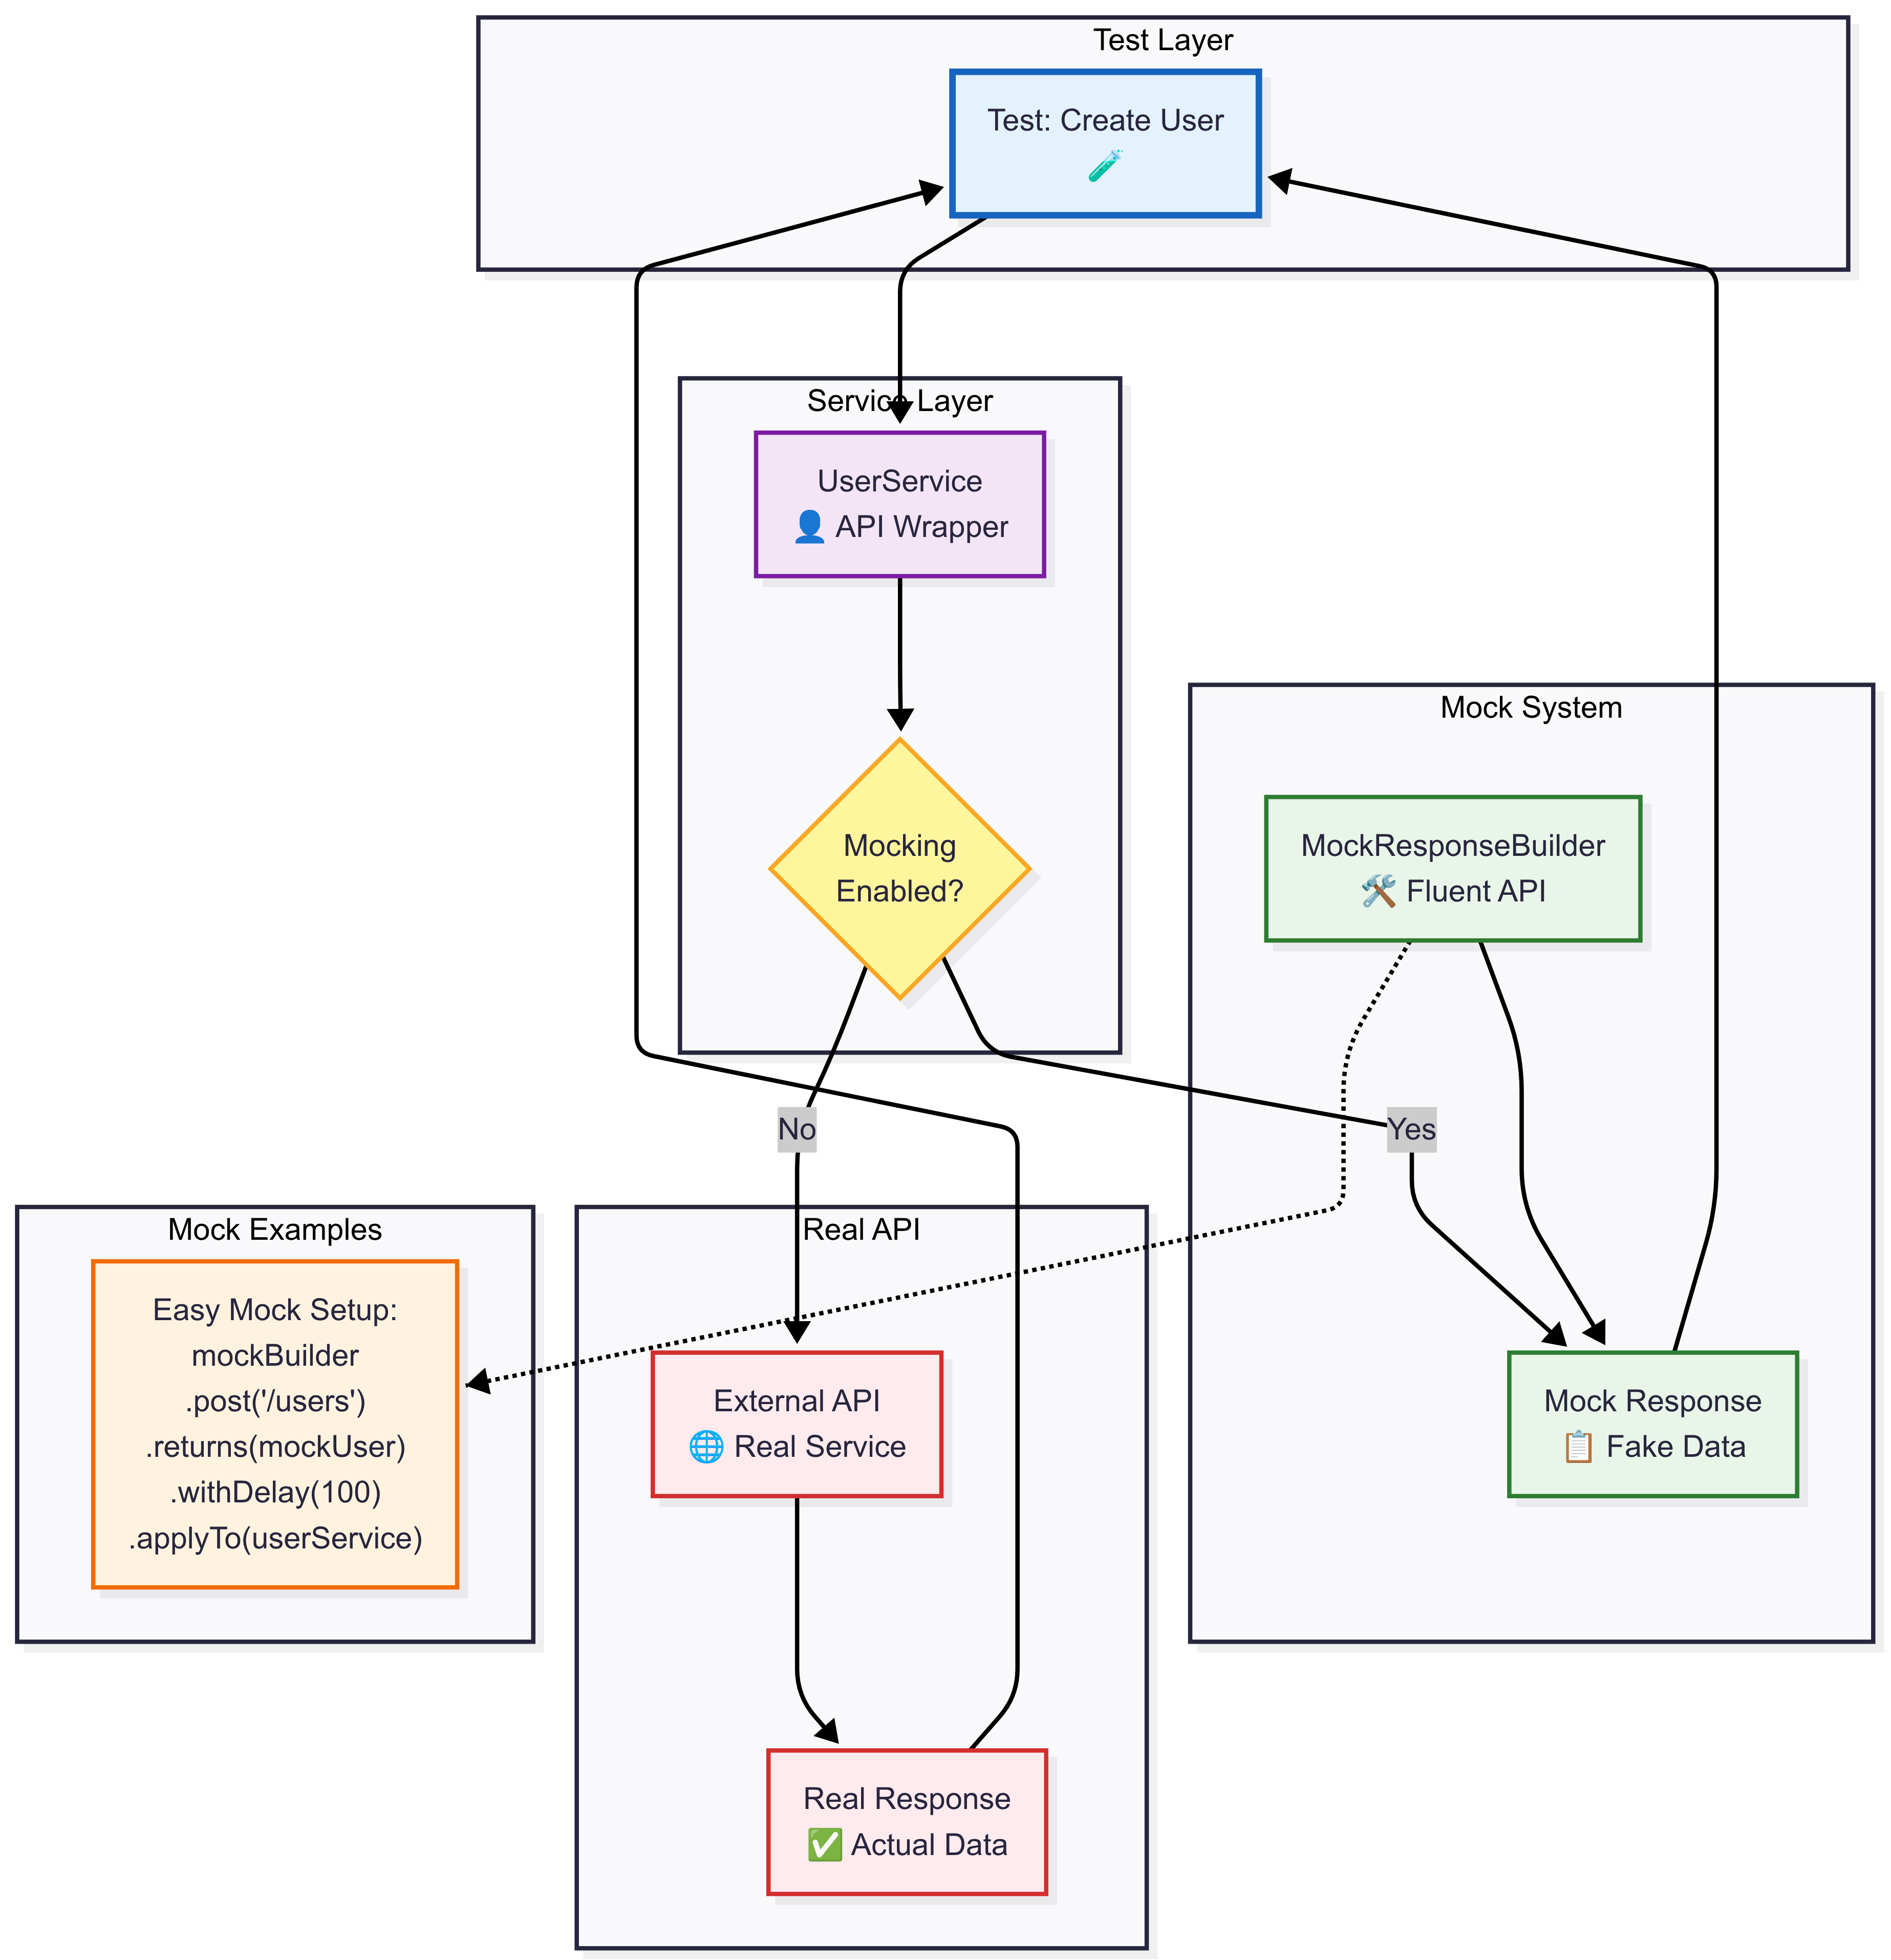 Test Layer
Test: Create User
🧪
Service Layer
UserService
👤 API Wrapper
Mocking
Enabled?
Mock System
MockResponseBuilder
🛠️ Fluent API
No
Yes
Mock Examples
Easy Mock Setup:
mockBuilder
.post('/users')
.returns(mockUser)
.withDelay(100)
.applyTo(userService)
Real API
External API
🌐 Real Service
Mock Response
📋 Fake Data
Real Response
✅ Actual Data